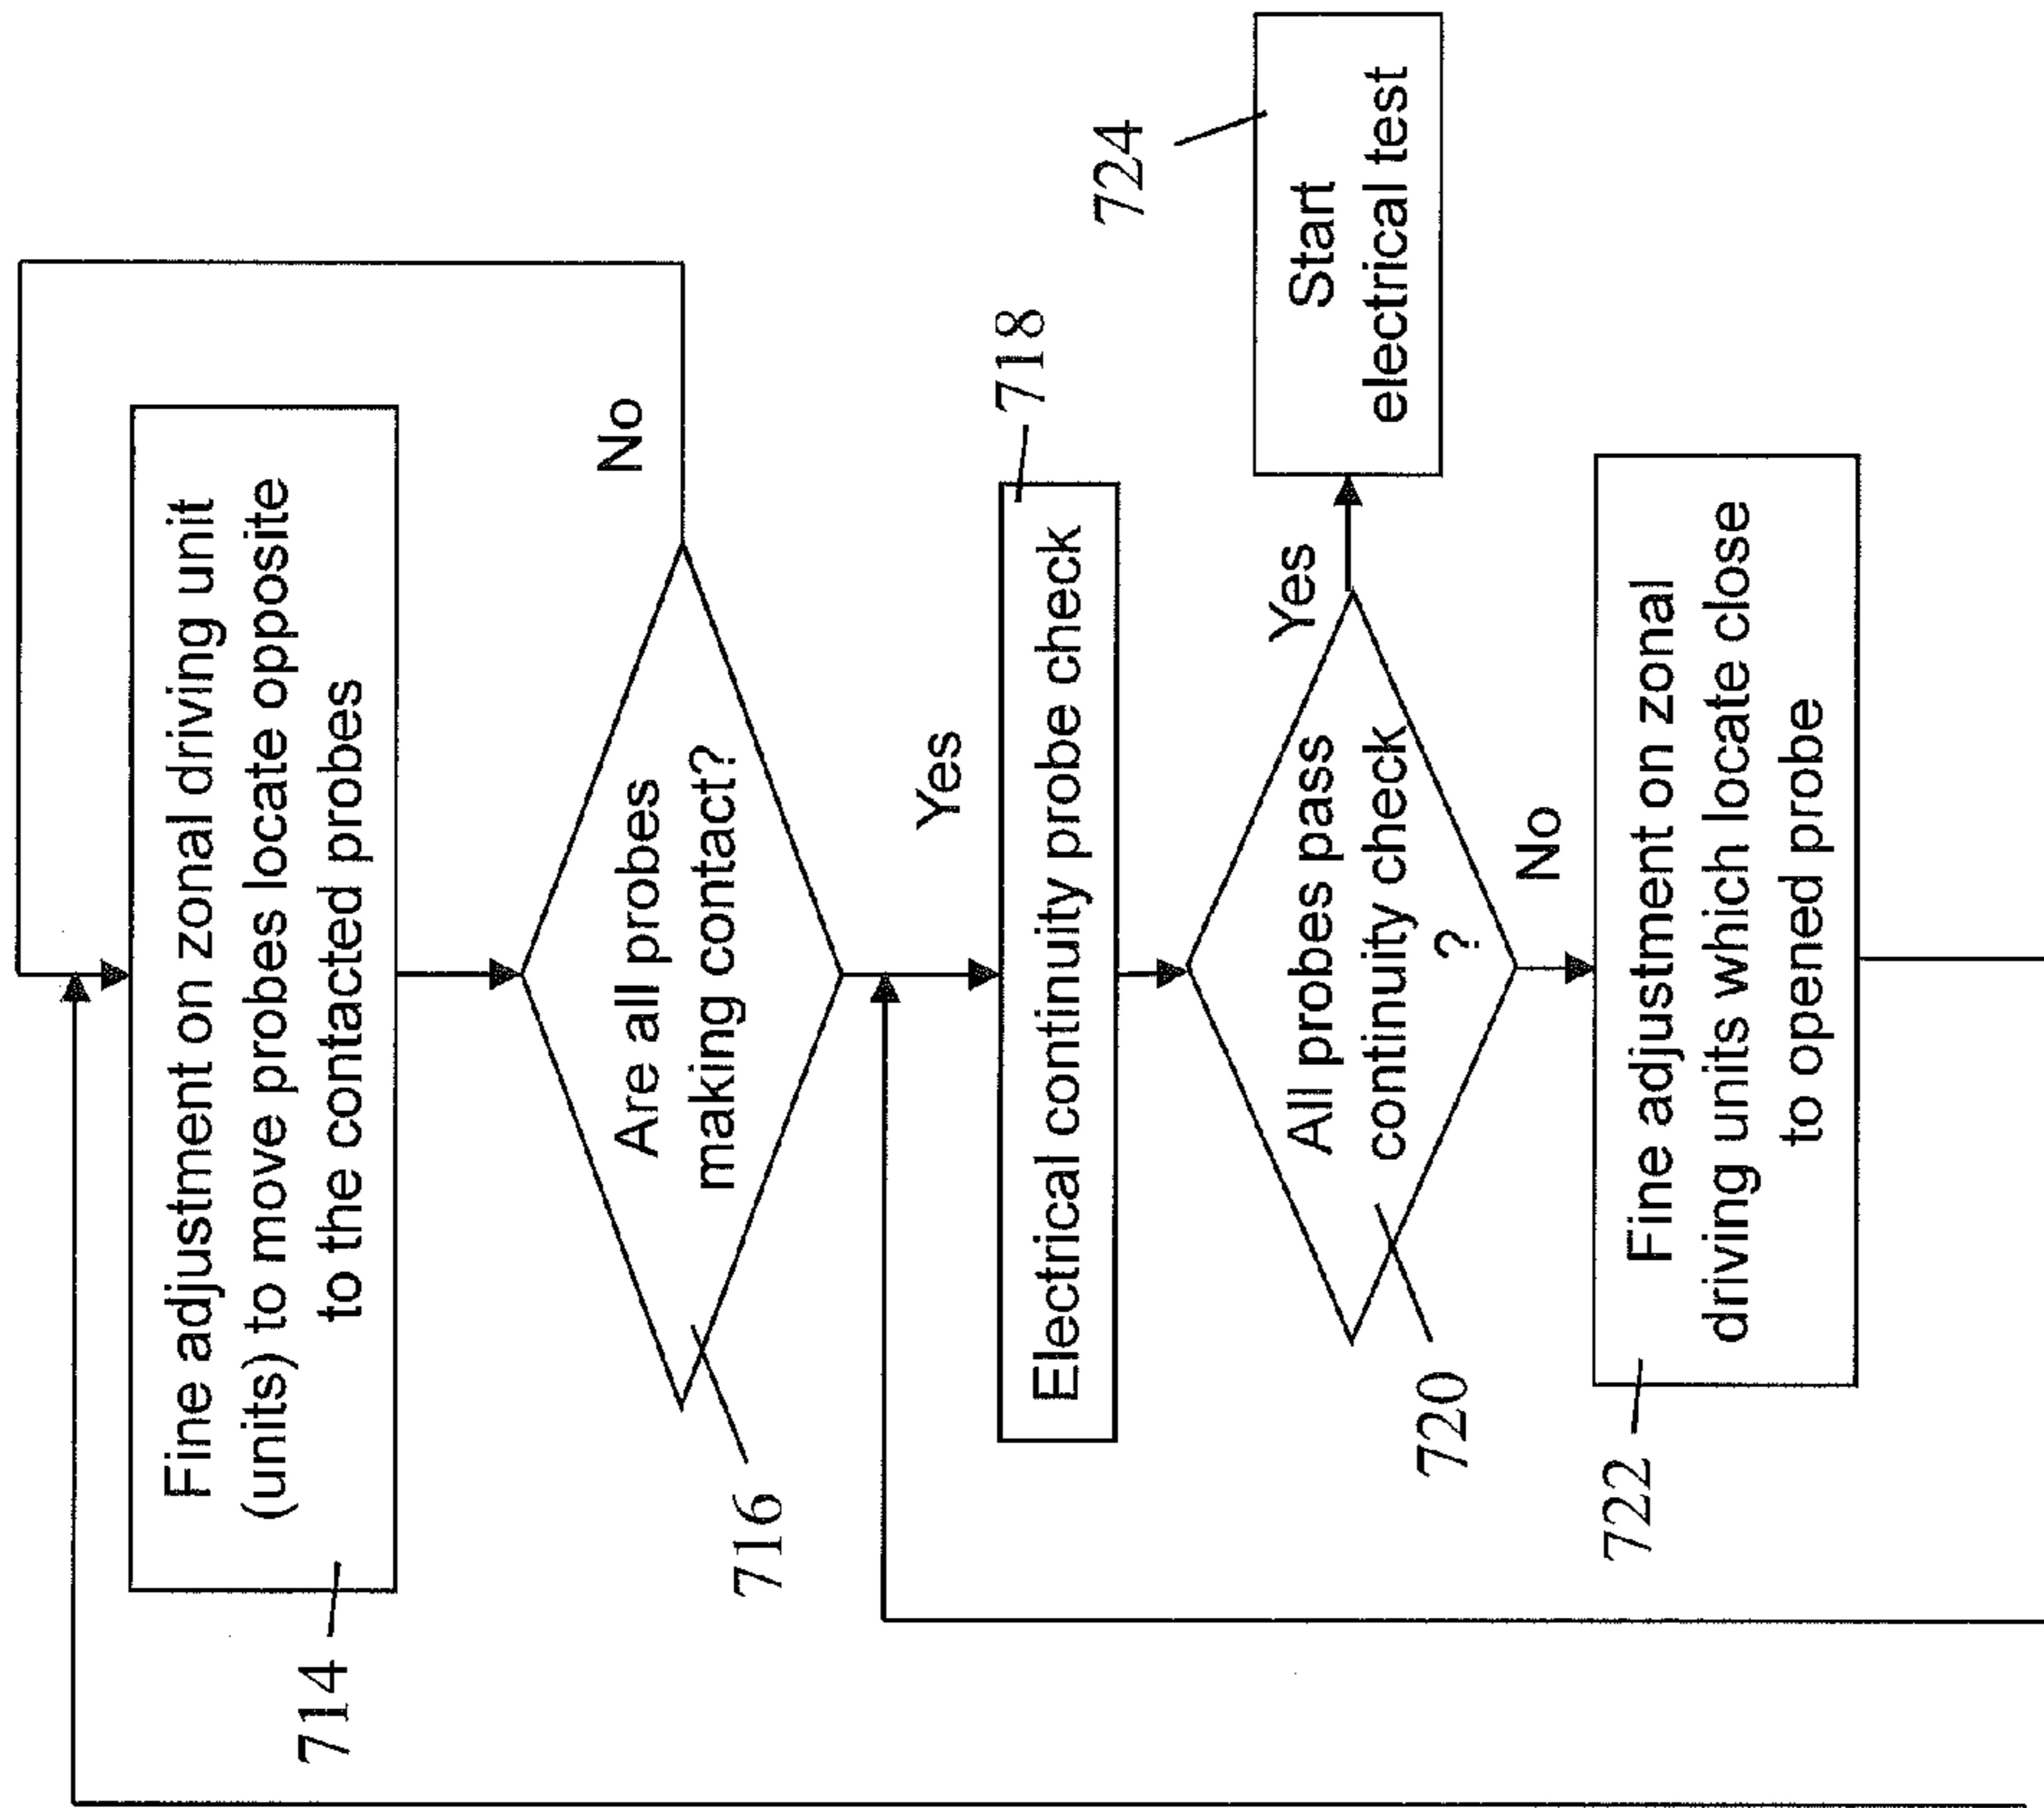 714
Fine adjustment on zonal driving unit
(units) to move probes locate opposite
to the contacted probes
716
Are all probes
making contact?
No
Yes
718
Electrical continuity probe check
720
All probes pass
continuity check
?
Yes
724
Start
electrical test
No
722
Fine adjustment on zonal
driving units which locate close
to opened probe